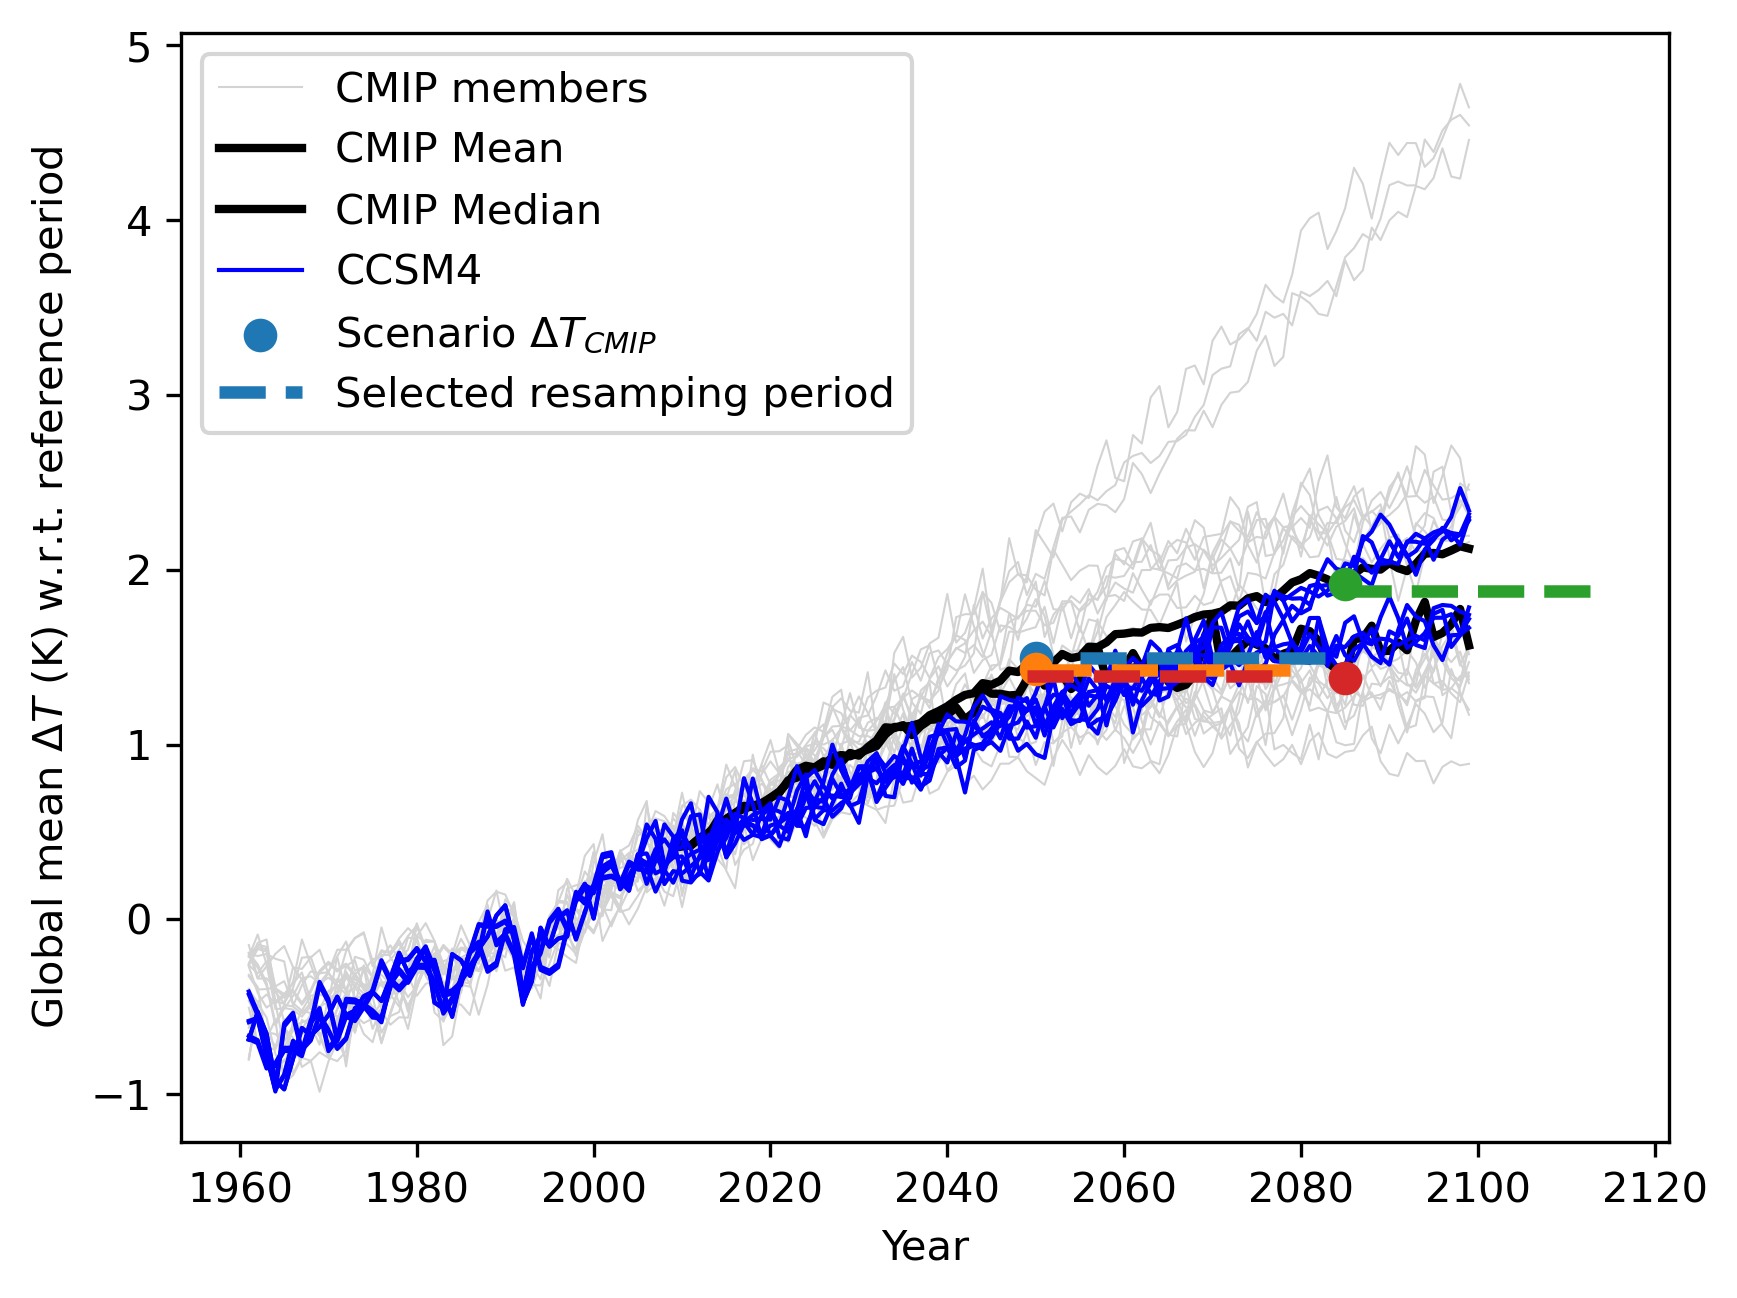 5
4
3
2
1
0
−1
Global mean ΔT (K) w.r.t. reference period
CMIP members
CMIP Mean
CMIP Median
CCSM4
Scenario ΔT_CMIP
Selected resamping period
1960 1980 2000 2020 2040 2060 2080 2100 2120
Year